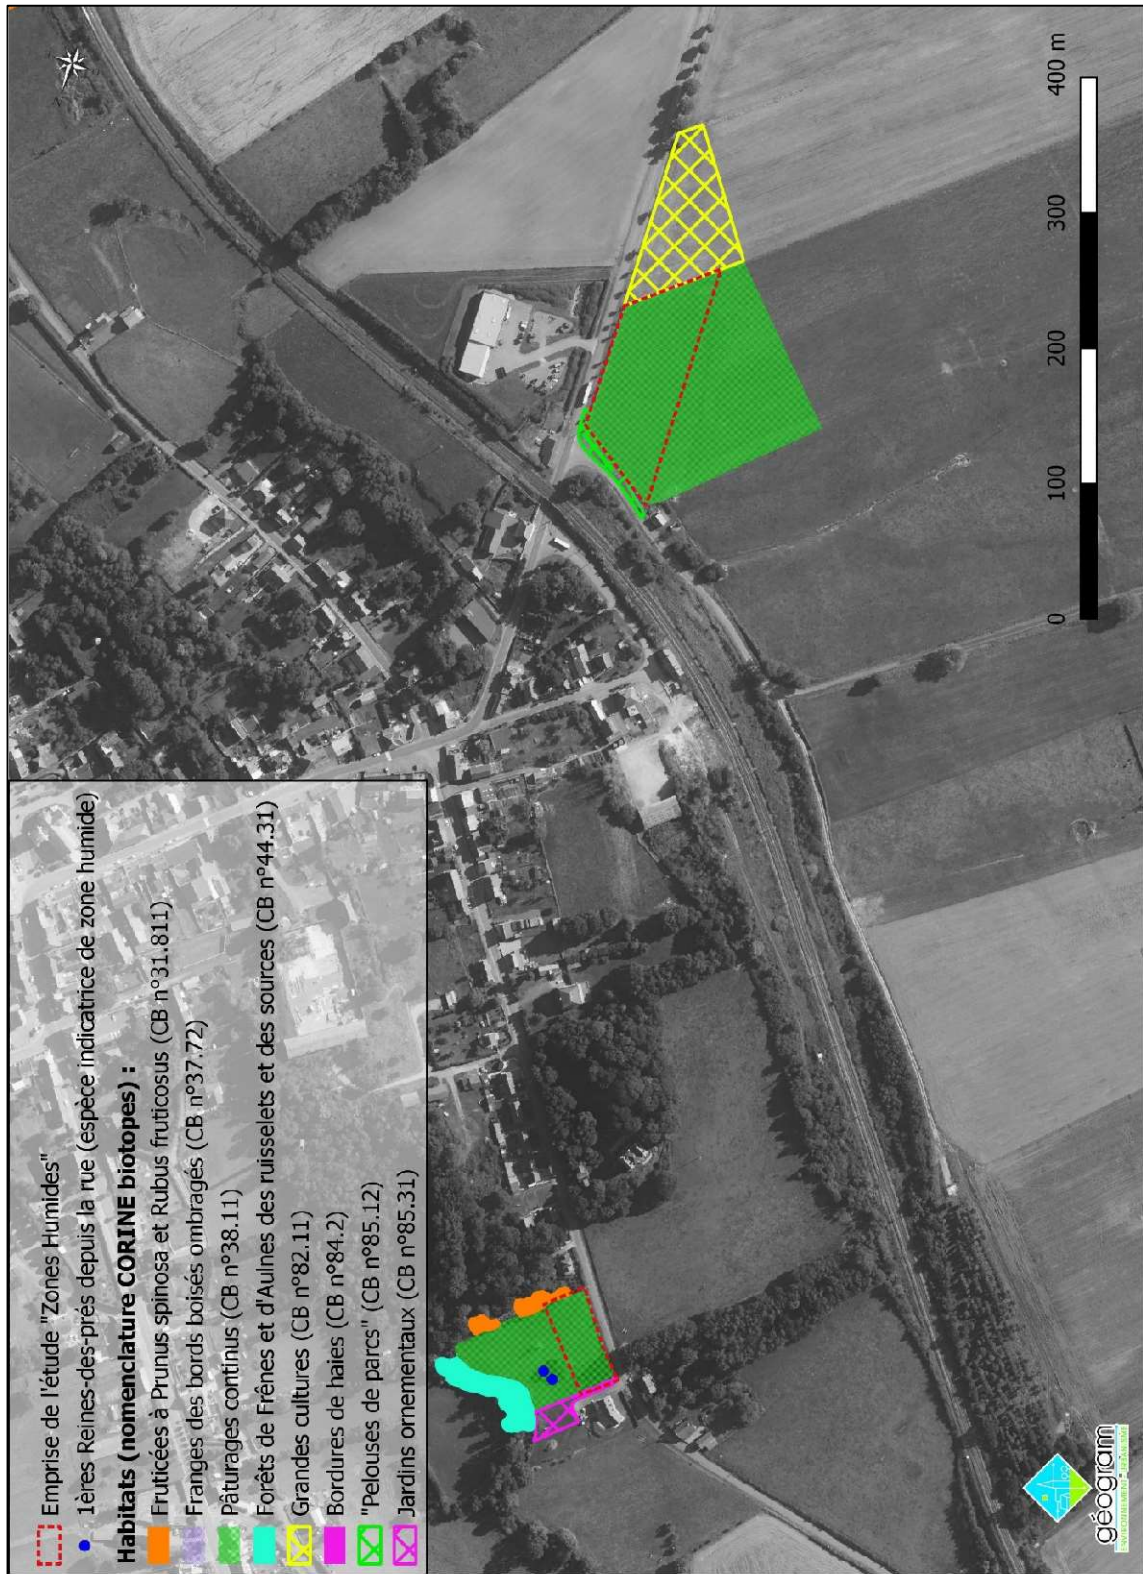 Emprise de l'étude "Zones Humides"
1ères Reines-des-prés depuis la rue (espèce indicatrice de zone humide)
Habitats (nomenclature CORINE biotopes) :
Fruticées à Prunus spinosa et Rubus fruticosus (CB n°31.811)
Franges des bords boisés ombragés (CB n°37.72)
Pâturages continus (CB n°38.11)
Forêts de Frênes et d'Aulnes des ruisselets et des sources (CB n°44.31)
Grandes cultures (CB n°82.11)
Bordures de haies (CB n°84.2)
"Pelouses de parcs" (CB n°85.12)
Jardins ornementaux (CB n°85.31)
0 100 200 300 400 m
géogram
ENVIRONNEMENT - URBANISME